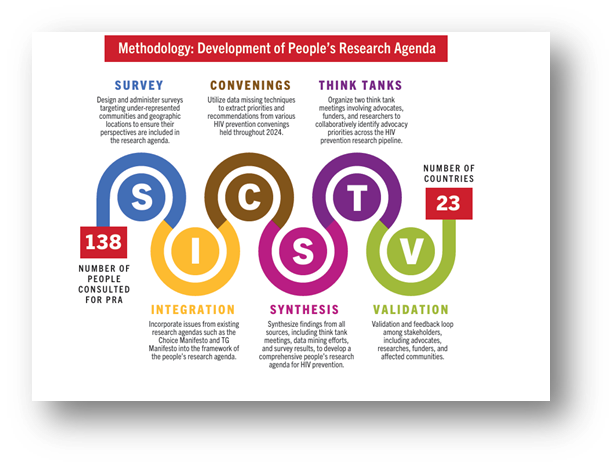 Methodology: Development of People's Research Agenda
SURVEY
Design and administer surveys
targeting under-represented
communities and geographic
locations to ensure their
perspectives are included in
the research agenda.
CONVENINGS
Utilize data missing techniques
to extract priorities and
recommendations from various
HIV prevention convenings
held throughout 2024.
THINK TANKS
Organize two think tank
meetings involving advocates,
funders, and researchers to
collaboratively identify advocacy
priorities across the HIV
prevention research pipeline.
NUMBER OF
COUNTRIES
23
S
C
T
138
NUMBER OF
PEOPLE
CONSULTED
FOR PRA
I
S
V
INTEGRATION
Incorporate issues from existing
research agendas such as the
Choice Manifesto and TG
Manifesto into the framework of
the people's research agenda.
SYNTHESIS
Synthesize findings from all
sources, including think tank
meetings, data mining efforts,
and survey results, to develop a
comprehensive people's research
agenda for HIV prevention.
VALIDATION
Validation and feedback loop
among stakeholders,
including advocates,
researches, funders, and
affected communities.